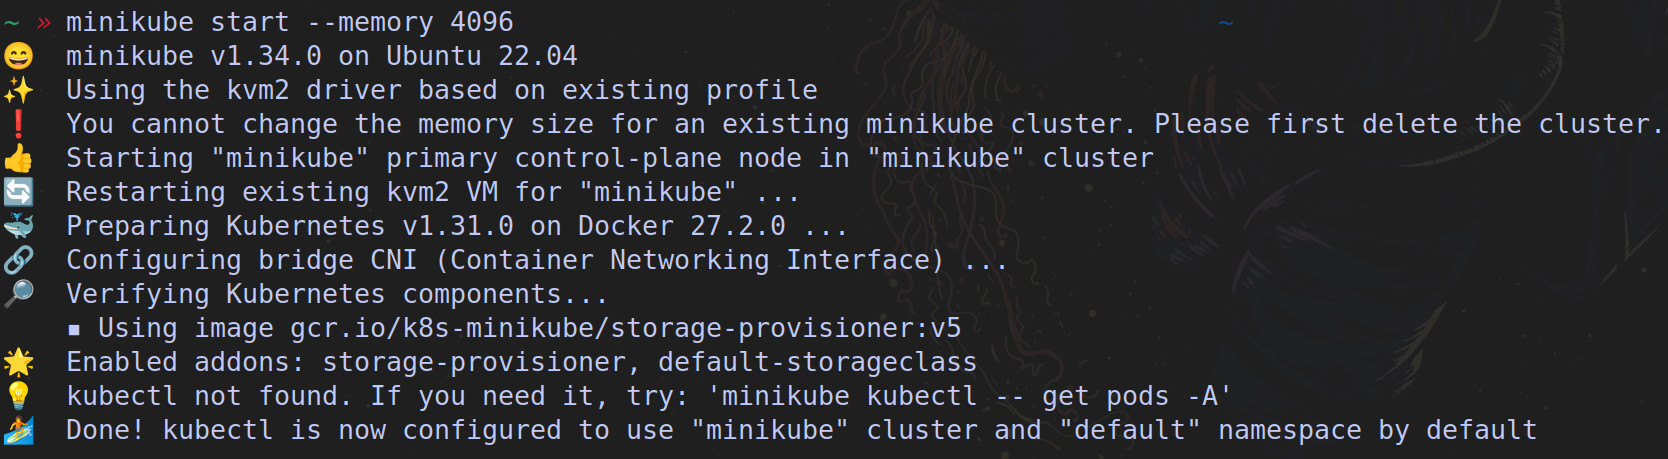 ~ » minikube start --memory 4096 ~
😄 minikube v1.34.0 on Ubuntu 22.04
✨ Using the kvm2 driver based on existing profile
❗ You cannot change the memory size for an existing minikube cluster. Please first delete the cluster.
👍 Starting "minikube" primary control-plane node in "minikube" cluster
🔄 Restarting existing kvm2 VM for "minikube" ...
🐳 Preparing Kubernetes v1.31.0 on Docker 27.2.0 ...
🔗 Configuring bridge CNI (Container Networking Interface) ...
🔎 Verifying Kubernetes components...
▪ Using image gcr.io/k8s-minikube/storage-provisioner:v5
🌟 Enabled addons: storage-provisioner, default-storageclass
💡 kubectl not found. If you need it, try: 'minikube kubectl -- get pods -A'
🏄 Done! kubectl is now configured to use "minikube" cluster and "default" namespace by default